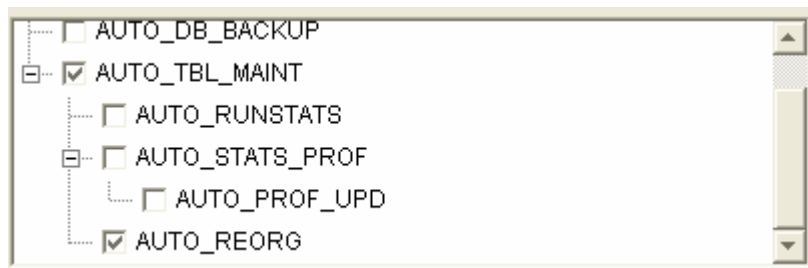 AUTO_DB_BACKUP
AUTO_TBL_MAINT
AUTO_RUNSTATS
AUTO_STATS_PROF
AUTO_PROF_UPD
AUTO_REORG